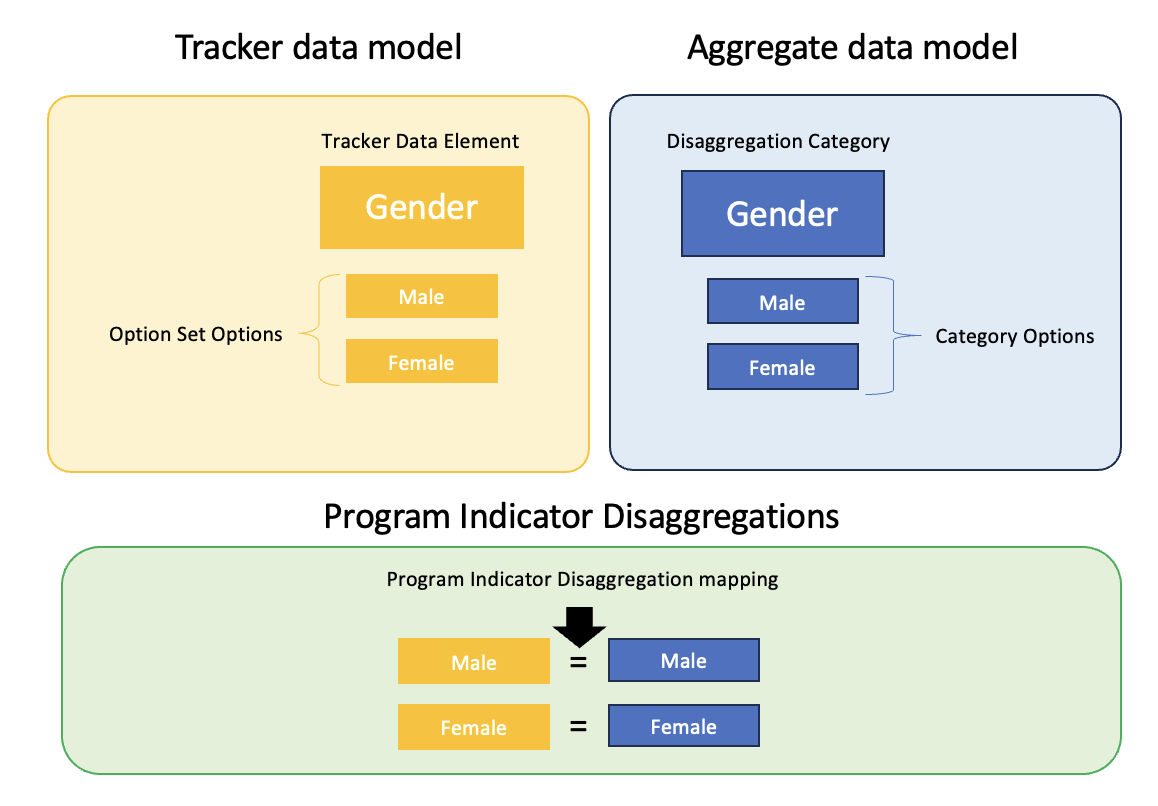 Tracker data model
Aggregate data model
Tracker Data Element
Gender
Male
Female
Option Set Options
Disaggregation Category
Gender
Male
Female
Category Options
Program Indicator Disaggregations
Program Indicator Disaggregation mapping
Male = Male
Female = Female